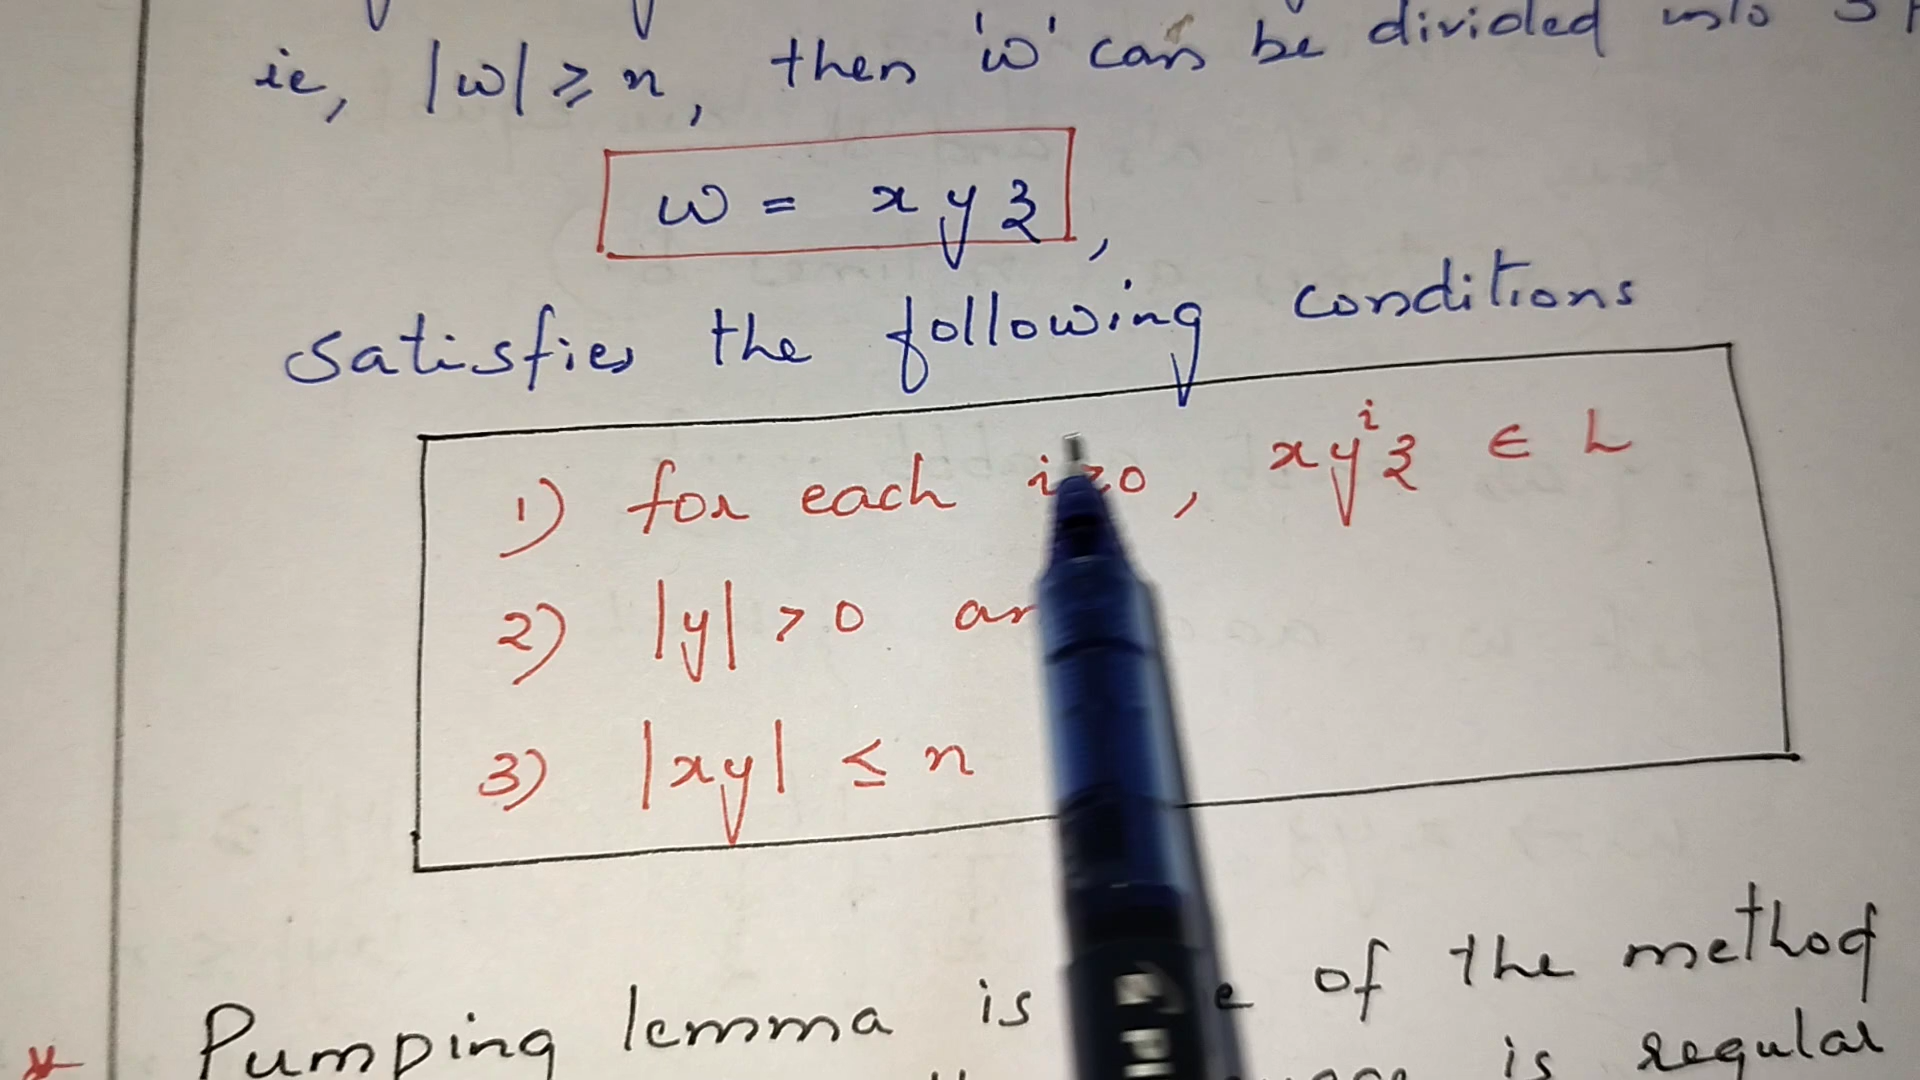 ie, |w| ≥ n, then 'w' can be divided into 3
w = x y z,
satisfies the following conditions
1) for each i≥0, xy^i z ∈ L
2) |y| > 0
3) |xy| ≤ n
Pumping lemma is of the method
is regular